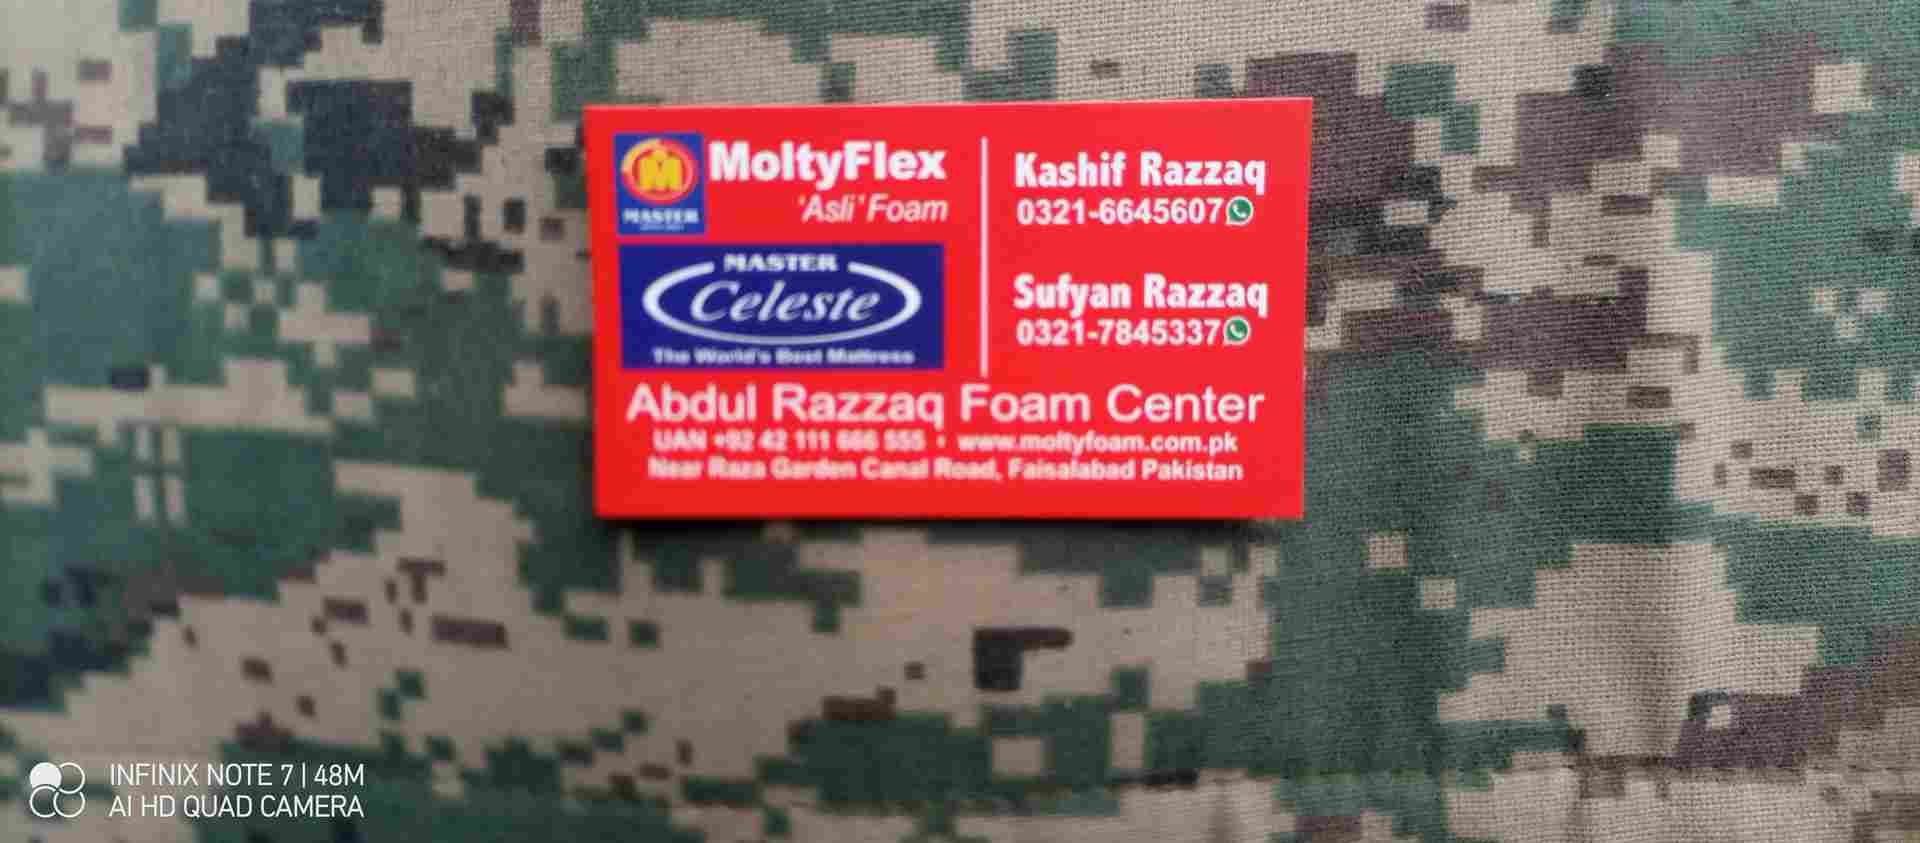 MASTER
MoltyFlex
'Asli' Foam
MASTER
Celeste
The World's Best Mattress
Kashif Razzaq
0321-6645607
Sufyan Razzaq
0321-7845337
Abdul Razzaq Foam Center
UAN +92 42 111 666 555 • www.moltyfoam.com.pk
Near Raza Garden Canal Road, Faisalabad Pakistan
INFINIX NOTE 7 | 48M
AI HD QUAD CAMERA